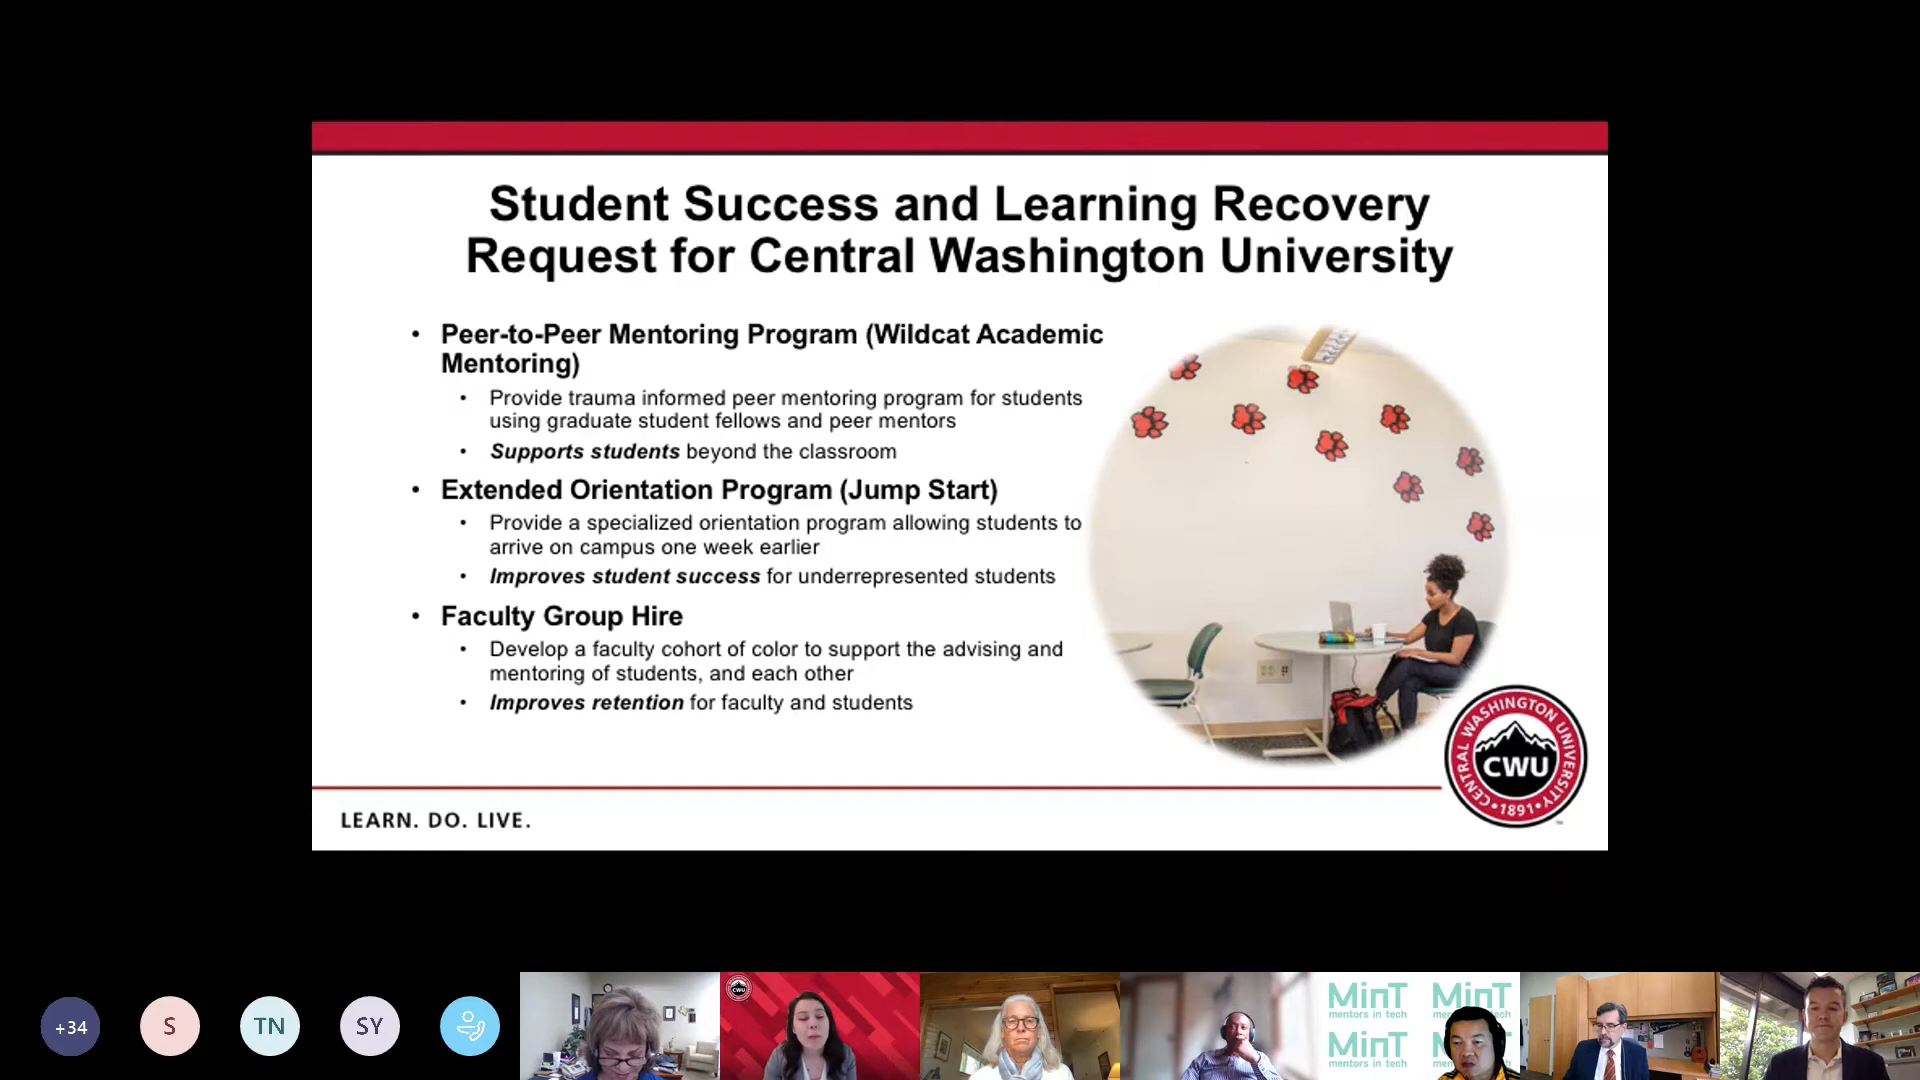 Student Success and Learning Recovery
Request for Central Washington University
• Peer-to-Peer Mentoring Program (Wildcat Academic
Mentoring)
• Provide trauma informed peer mentoring program for students
using graduate student fellows and peer mentors
• Supports students beyond the classroom
• Extended Orientation Program (Jump Start)
• Provide a specialized orientation program allowing students to
arrive on campus one week earlier
• Improves student success for underrepresented students
• Faculty Group Hire
• Develop a faculty cohort of color to support the advising and
mentoring of students, and each other
• Improves retention for faculty and students
CENTRAL WASHINGTON UNIVERSITY
CWU
• 1891 •
LEARN. DO. LIVE.
+34
S
TN
SY
CWU
MinT
mentors in tech
MinT
mentors in tech
MinT
mentors in tech